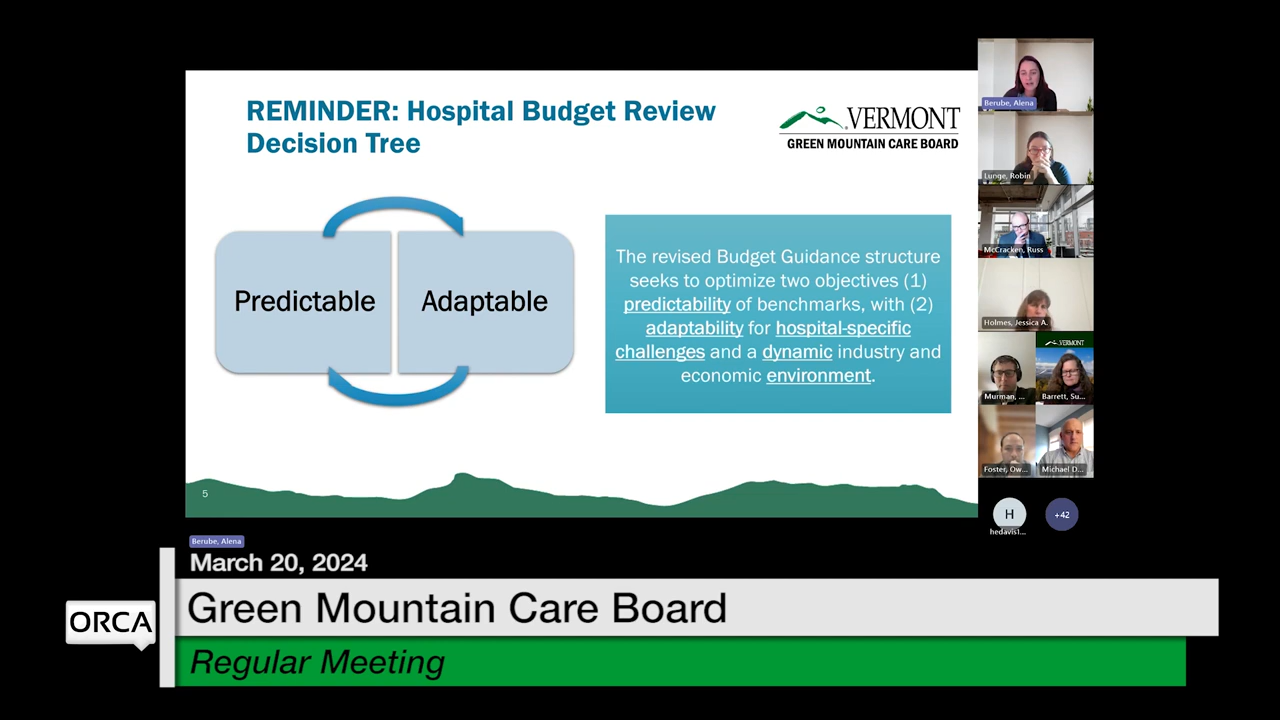 REMINDER: Hospital Budget Review
Decision Tree
VERMONT
GREEN MOUNTAIN CARE BOARD
Predictable
Adaptable
The revised Budget Guidance structure
seeks to optimize two objectives (1)
predictability of benchmarks, with (2)
adaptability for hospital-specific
challenges and a dynamic industry and
economic environment.
5
Berube, Alena
Lunge, Robin
McCracken, Russ
Holmes, Jessica A.
Murman, ...
VERMONT
Barrett, Su...
Foster, Ow...
Michael D...
H
hedavis1...
+42
Berube, Alena
March 20, 2024
ORCA
Green Mountain Care Board
Regular Meeting